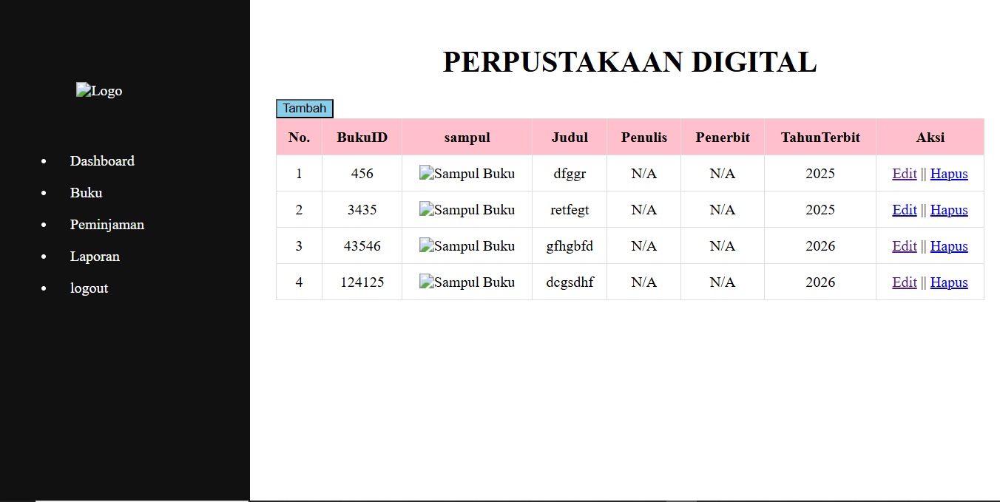 Logo
Dashboard
Buku
Peminjaman
Laporan
logout
PERPUSTAKAAN DIGITAL
Tambah
No. BukuID sampul Judul Penulis Penerbit TahunTerbit Aksi
1 456 Sampul Buku dfggr N/A N/A 2025 Edit || Hapus
2 3435 Sampul Buku retfegt N/A N/A 2025 Edit || Hapus
3 43546 Sampul Buku gfhgbfd N/A N/A 2026 Edit || Hapus
4 124125 Sampul Buku dcgsdhf N/A N/A 2026 Edit || Hapus